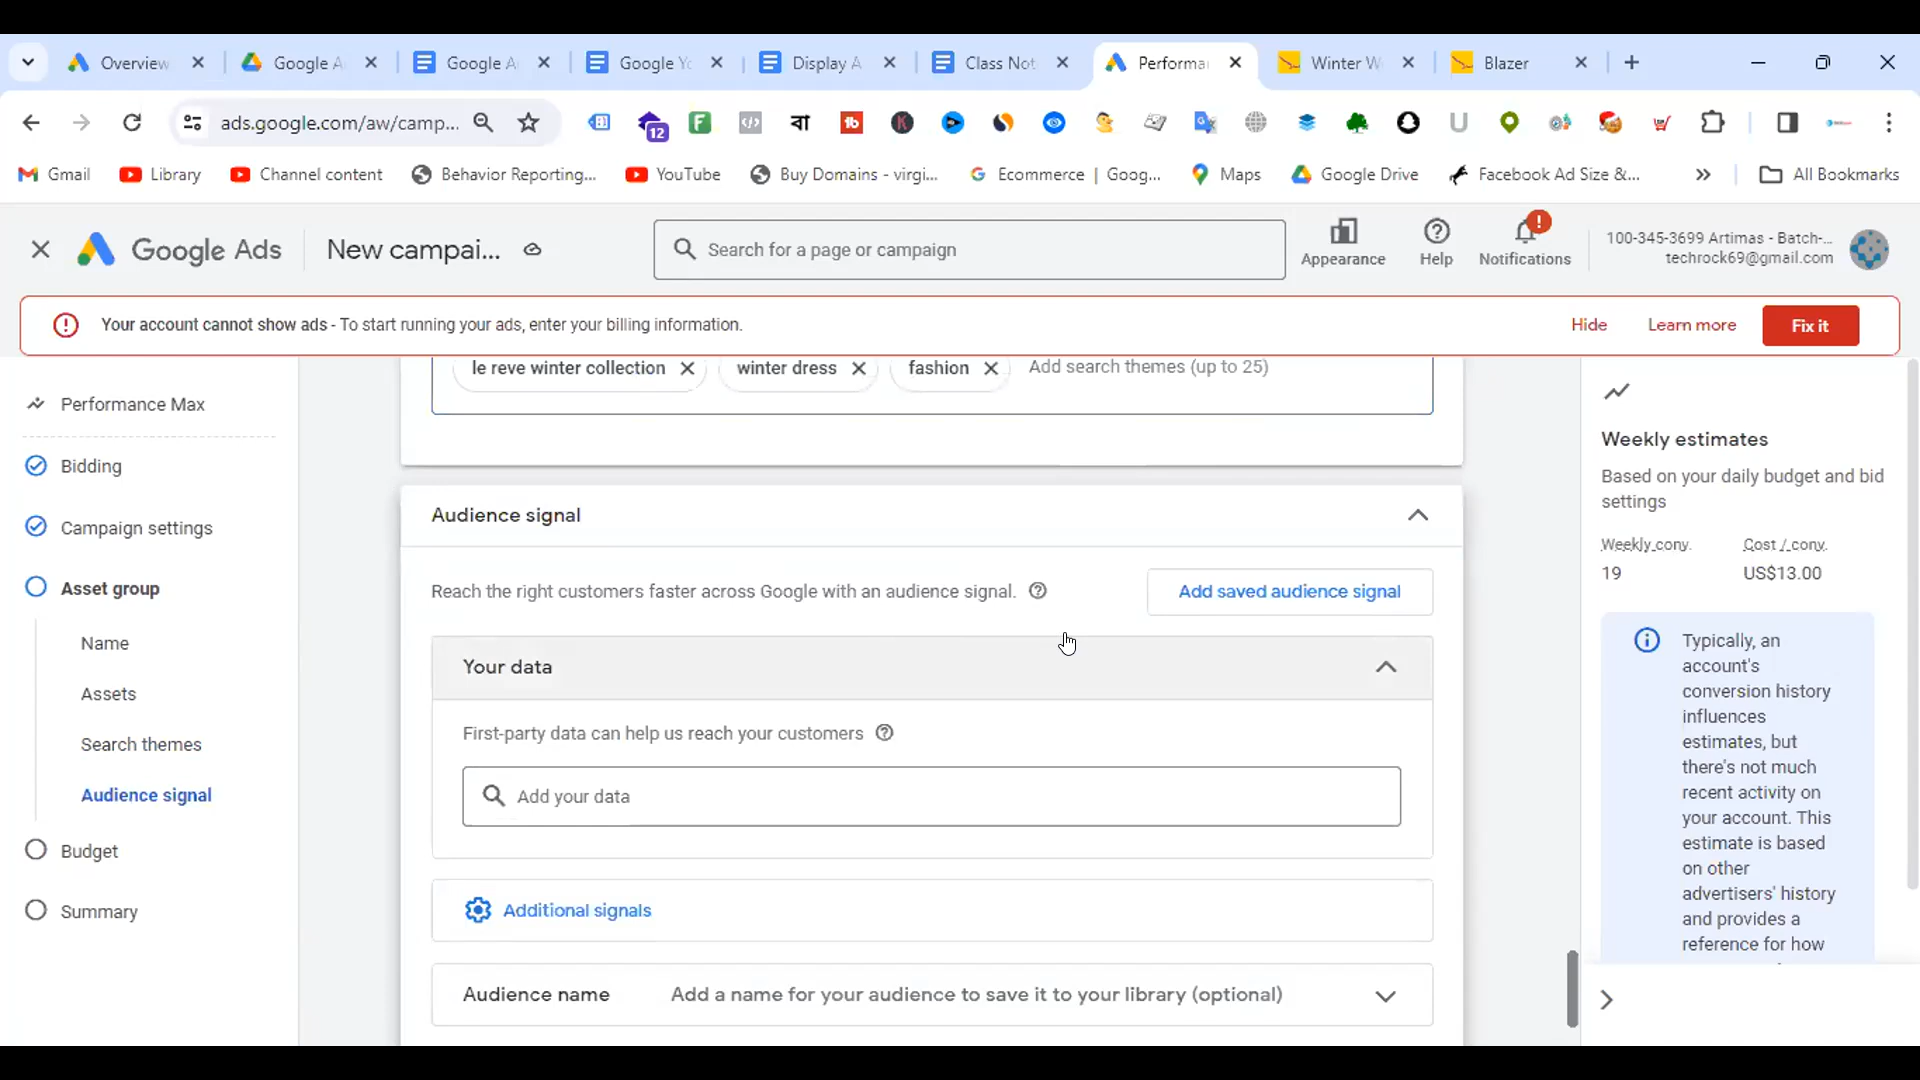 Overview
Google A
Google A
Google Yo
Display A
Class Not
Performa
Winter W
Blazer
ads.google.com/aw/camp...
12
বা
Gmail
Library
Channel content
Behavior Reporting...
YouTube
Buy Domains - virgi...
Ecommerce | Goog...
Maps
Google Drive
Facebook Ad Size &...
All Bookmarks
Google Ads
New campai...
Search for a page or campaign
Appearance
Help
Notifications
100-345-3699 Artimas - Batch-...
techrock69@gmail.com
Your account cannot show ads - To start running your ads, enter your billing information.
Hide
Learn more
Fix it
le reve winter collection
winter dress
fashion
Add search themes (up to 25)
Performance Max
Bidding
Campaign settings
Asset group
Name
Assets
Search themes
Audience signal
Budget
Summary
Audience signal
Reach the right customers faster across Google with an audience signal.
Add saved audience signal
Your data
First-party data can help us reach your customers
Add your data
Additional signals
Audience name
Add a name for your audience to save it to your library (optional)
Weekly estimates
Based on your daily budget and bid
settings
Weekly conv.
Cost / conv.
19
US$13.00
Typically, an
account's
conversion history
influences
estimates, but
there's not much
recent activity on
your account. This
estimate is based
on other
advertisers' history
and provides a
reference for how